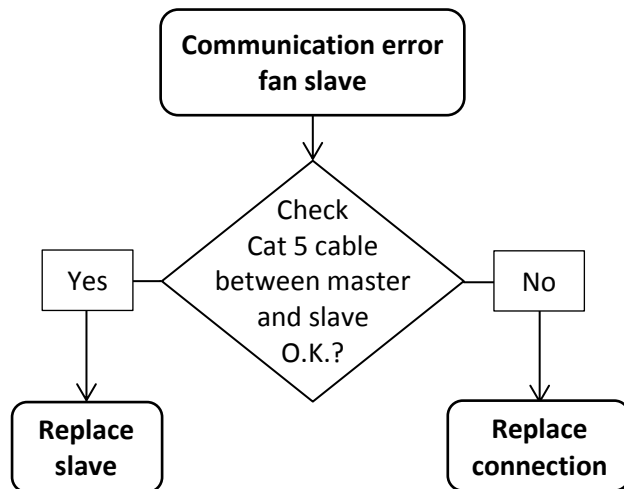 Communication error
fan slave
Check
Cat 5 cable
between master
and slave
O.K.?
Yes
No
Replace
slave
Replace
connection